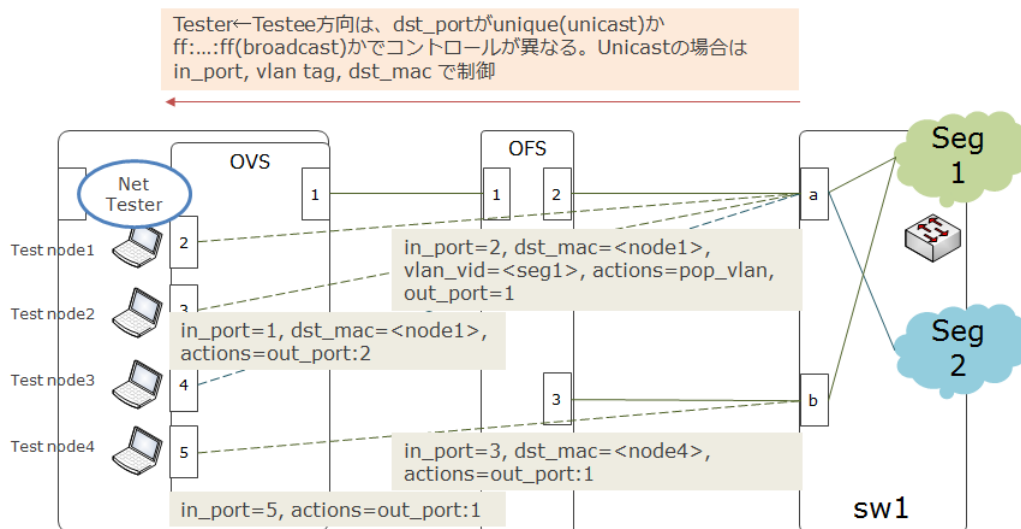 Tester←Testee方向は、dst_portがunique(unicast)か
ff:…:ff(broadcast)かでコントロールが異なる。Unicastの場合は
in_port, vlan tag, dst_mac で制御
OVS
OFS
Seg
1
Net
Tester
1
1
2
a
Test node1
2
in_port=2, dst_mac=<node1>,
vlan_vid=<seg1>, actions=pop_vlan,
out_port=1
Test node2
3
in_port=1, dst_mac=<node1>,
actions=out_port:2
Seg
2
Test node3
4
3
b
Test node4
5
in_port=3, dst_mac=<node4>,
actions=out_port:1
in_port=5, actions=out_port:1
sw1